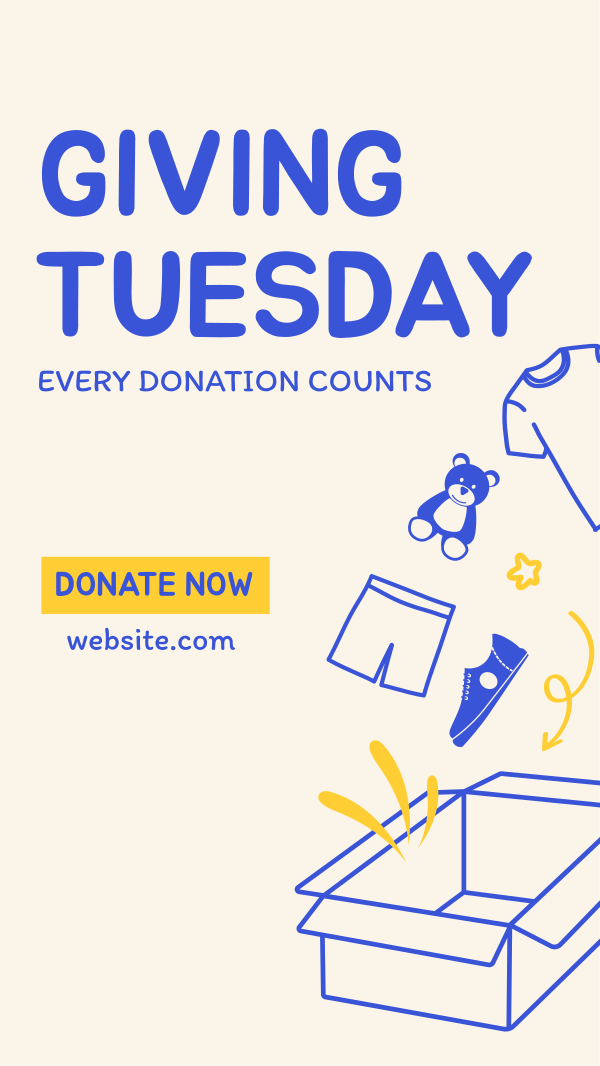 GIVING
TUESDAY
EVERY DONATION COUNTS
DONATE NOW
website.com